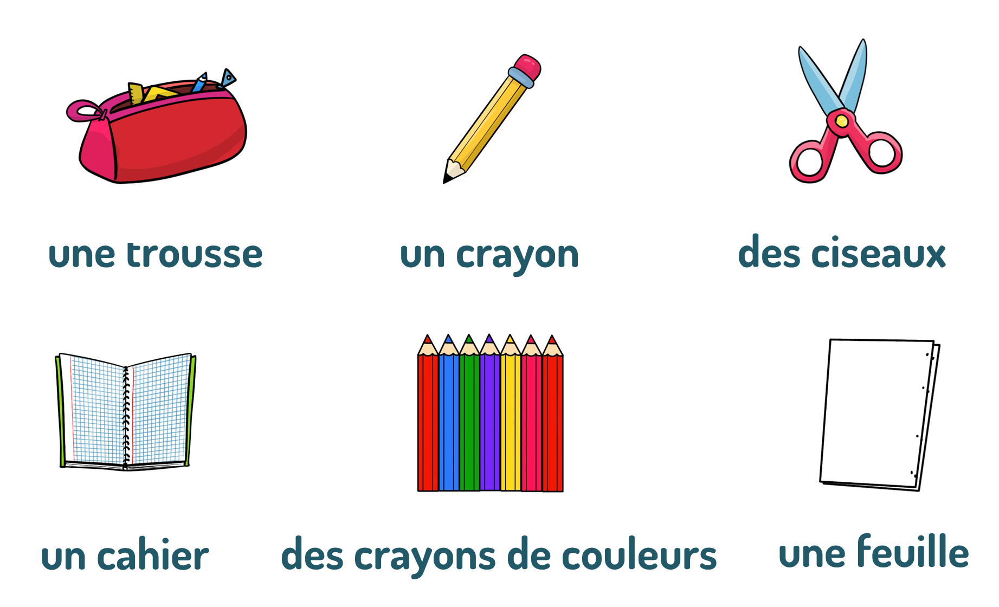 une trousse
un crayon
des ciseaux
un cahier
des crayons de couleurs
une feuille